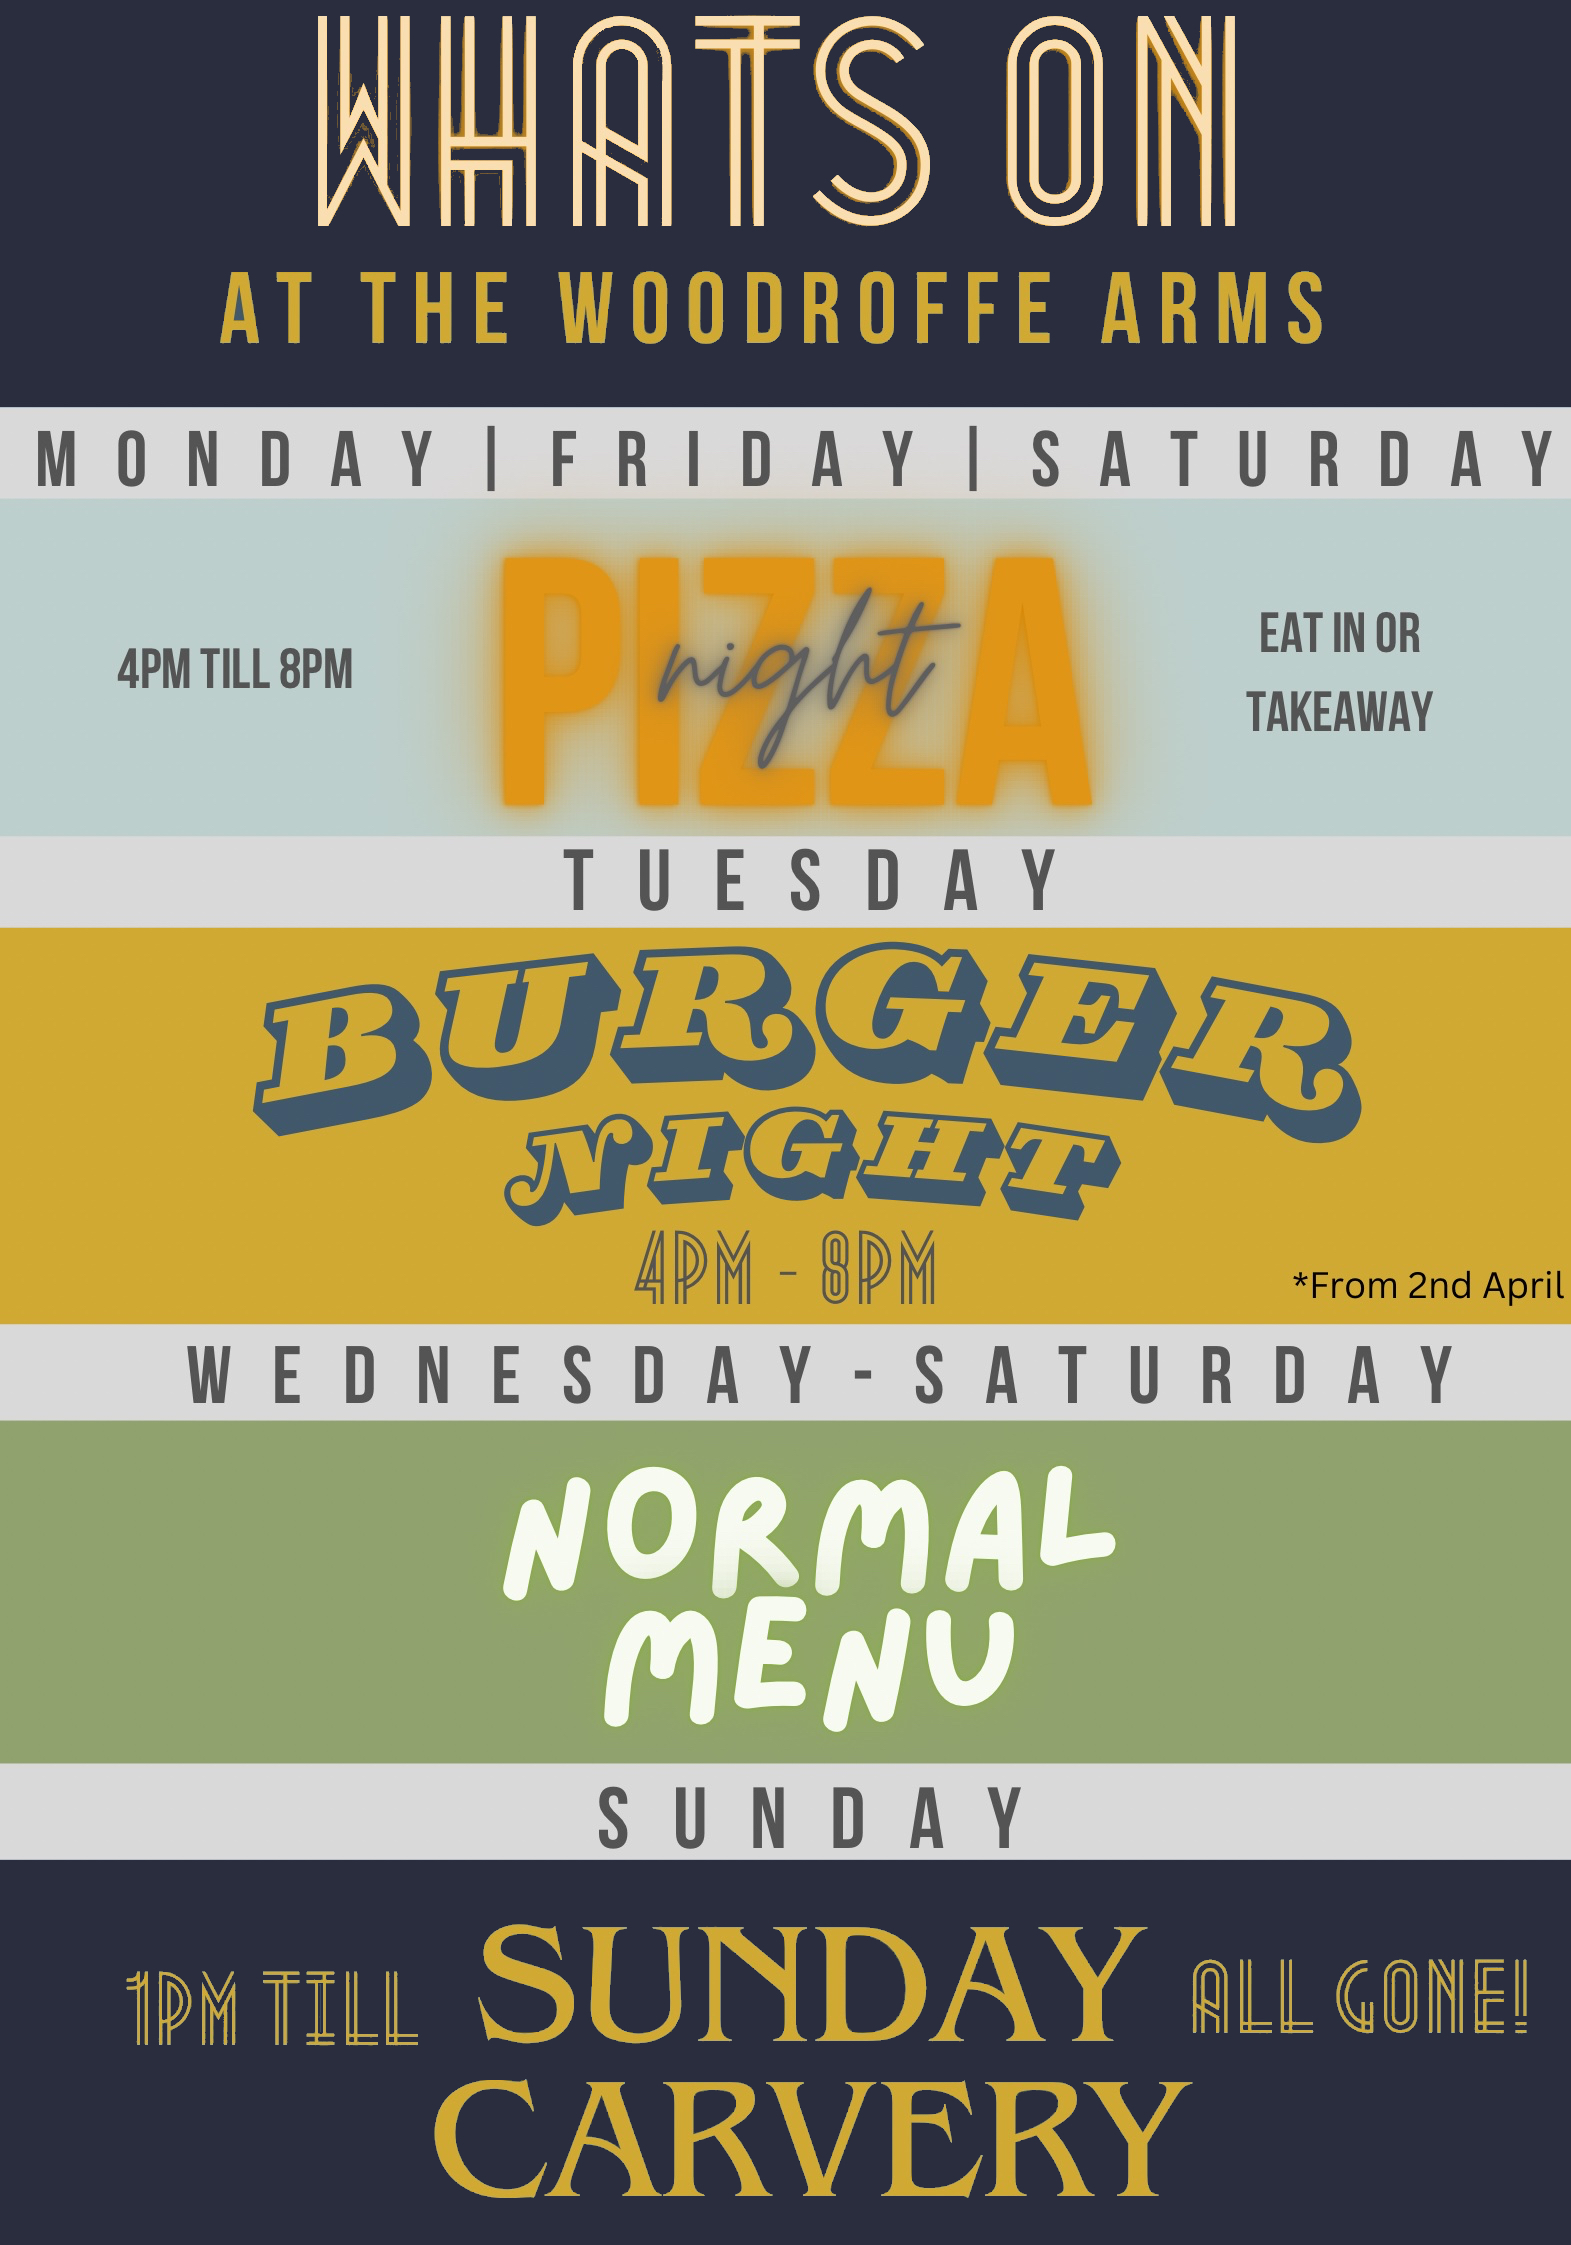 WHATS ON
AT THE WOODROFFE ARMS
MONDAY|FRIDAY|SATURDAY
4PM TILL 8PM
PIZZA
night
EAT IN OR
TAKEAWAY
TUESDAY
BURGER
NIGHT
4PM - 8PM
*From 2nd April
WEDNESDAY-SATURDAY
NORMAL
MENU
SUNDAY
1PM TILL
SUNDAY
CARVERY
ALL GONE!